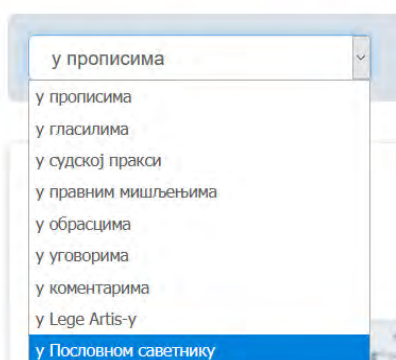 у прописима
у прописима
у гласилима
у судској пракси
у правним мишљењима
у обрасцима
у уговорима
у коментарима
у Lege Artis-у
у Пословном саветнику